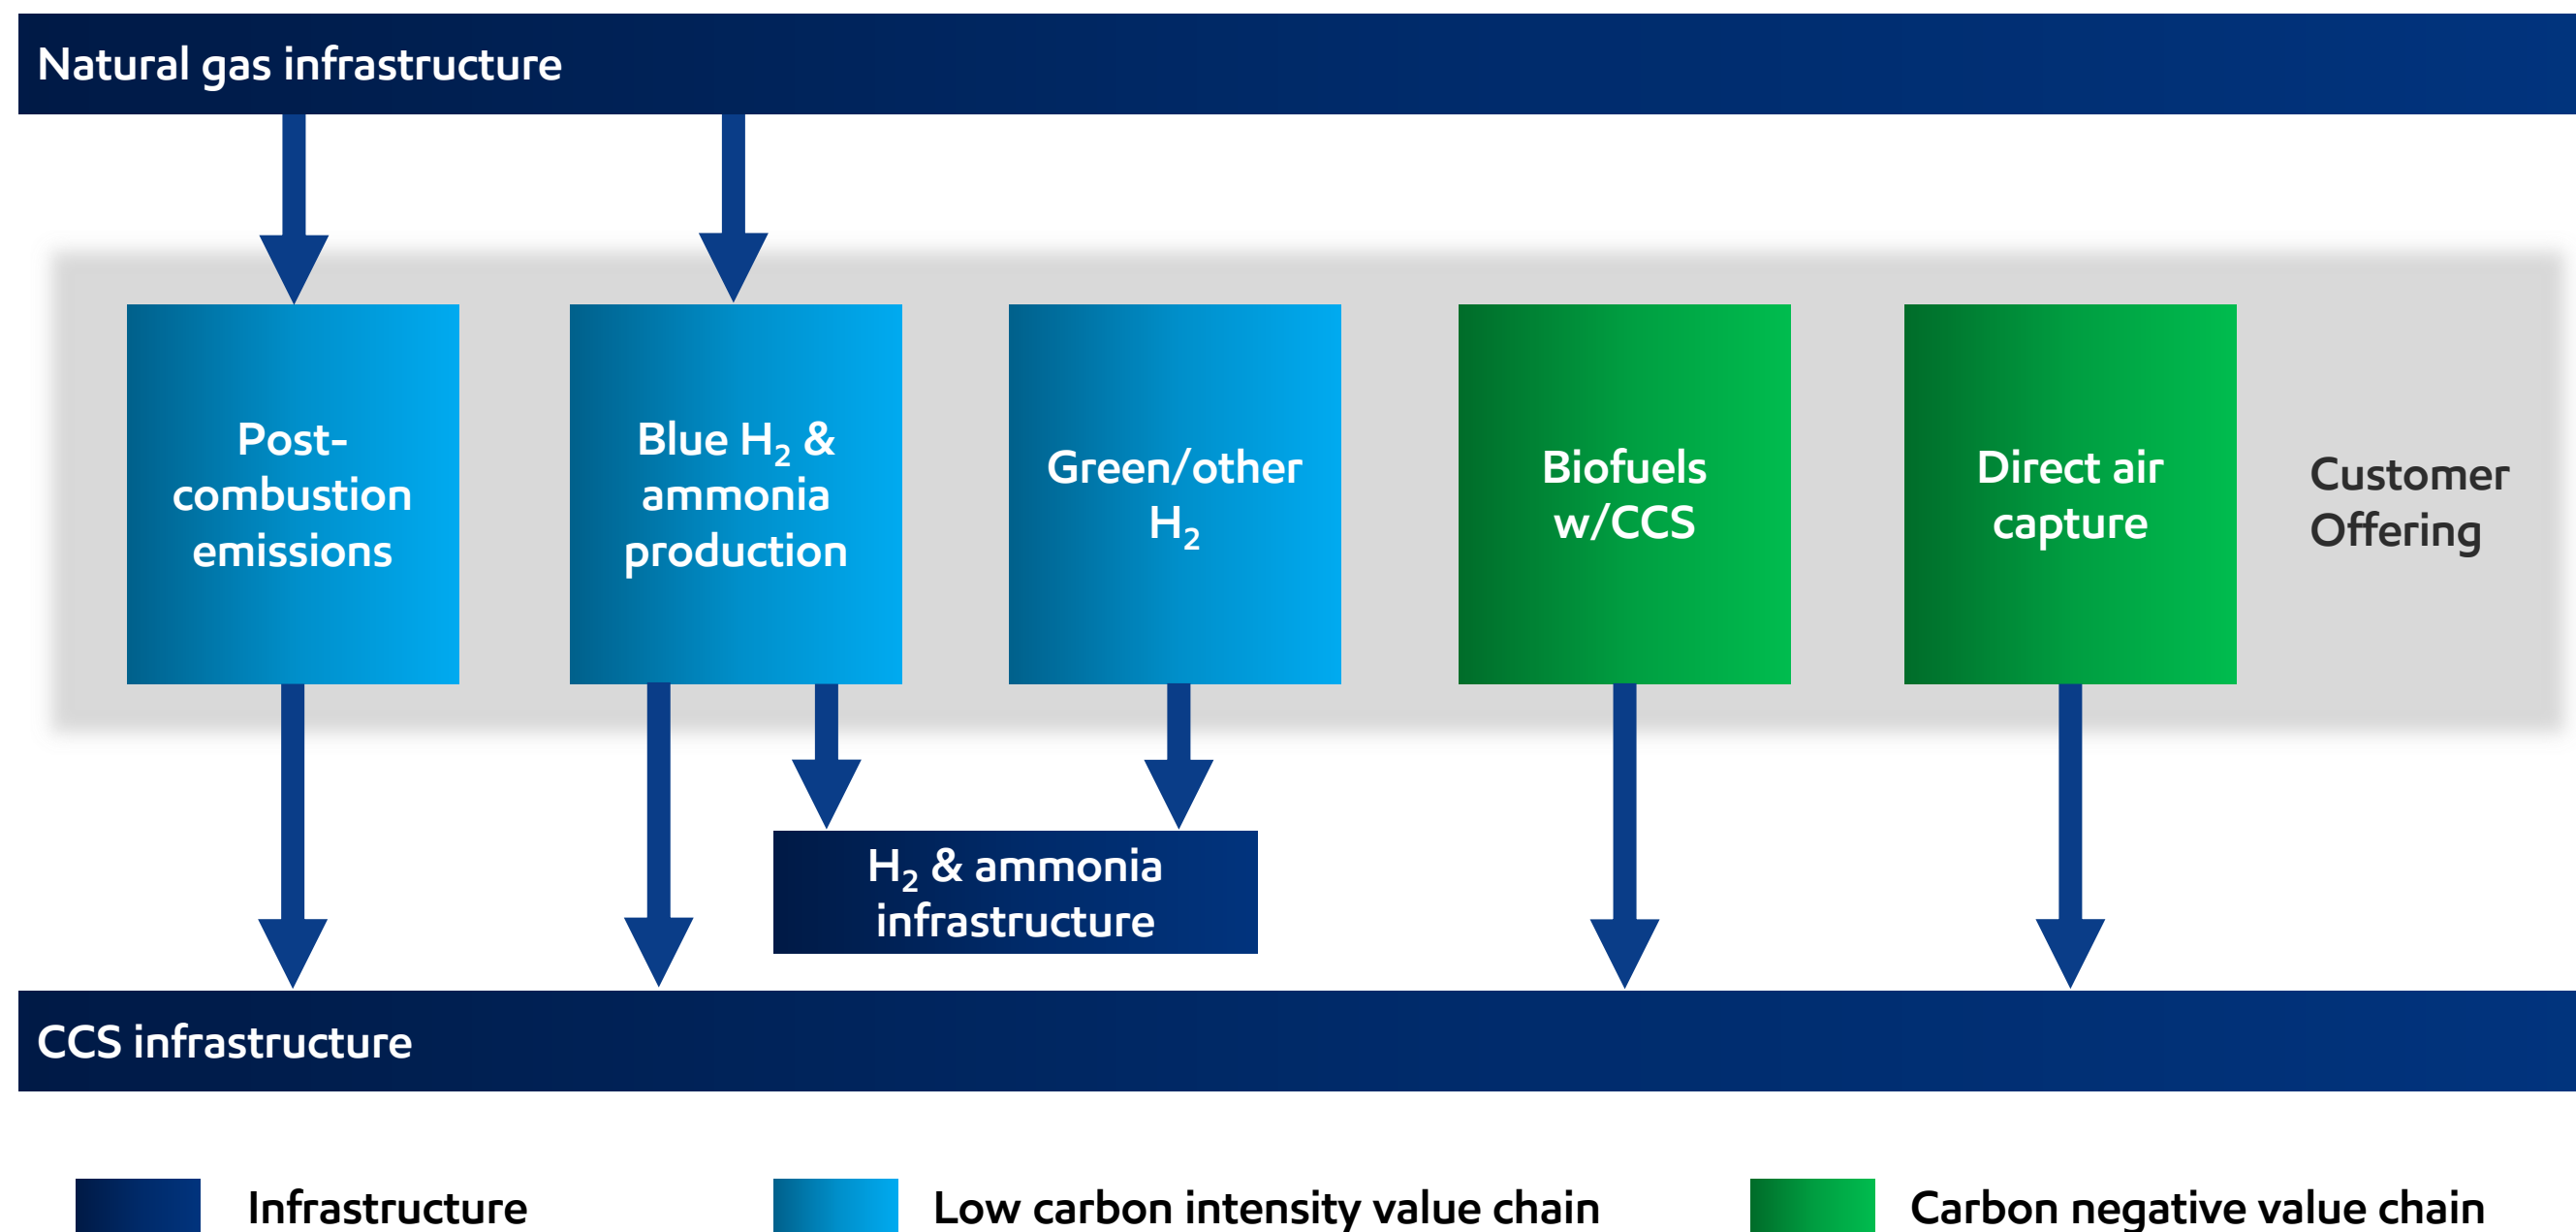 Natural gas infrastructure
Post-
combustion
emissions
Blue H₂ &
ammonia
production
Green/other
H₂
Biofuels
w/CCS
Direct air
capture
Customer
Offering
H₂ & ammonia
infrastructure
CCS infrastructure
Infrastructure
Low carbon intensity value chain
Carbon negative value chain